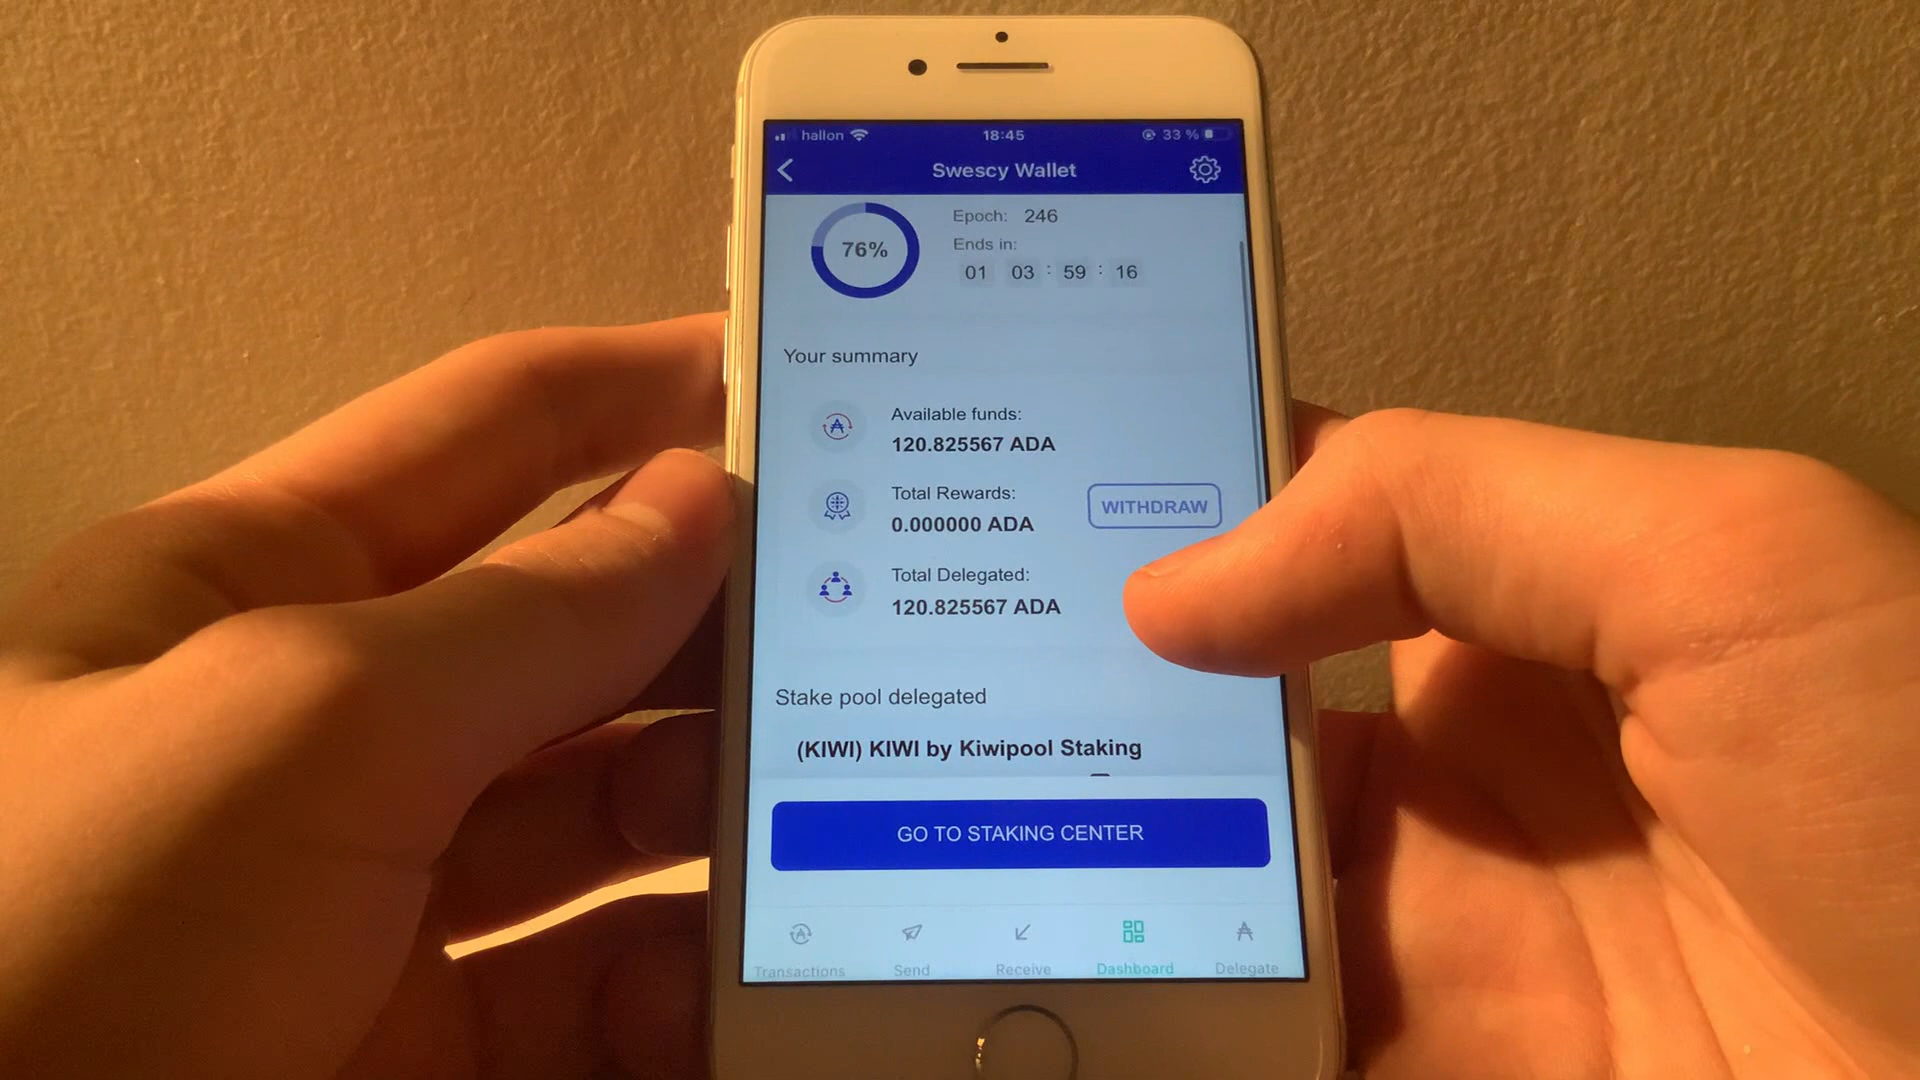 hallon 18:45 33 %
Swescy Wallet
76%
Epoch: 246
Ends in:
01 03 : 59 : 16
Your summary
Available funds:
120.825567 ADA
Total Rewards:
0.000000 ADA
WITHDRAW
Total Delegated:
120.825567 ADA
Stake pool delegated
(KIWI) KIWI by Kiwipool Staking
GO TO STAKING CENTER
Transactions Send Receive Dashboard Delegate